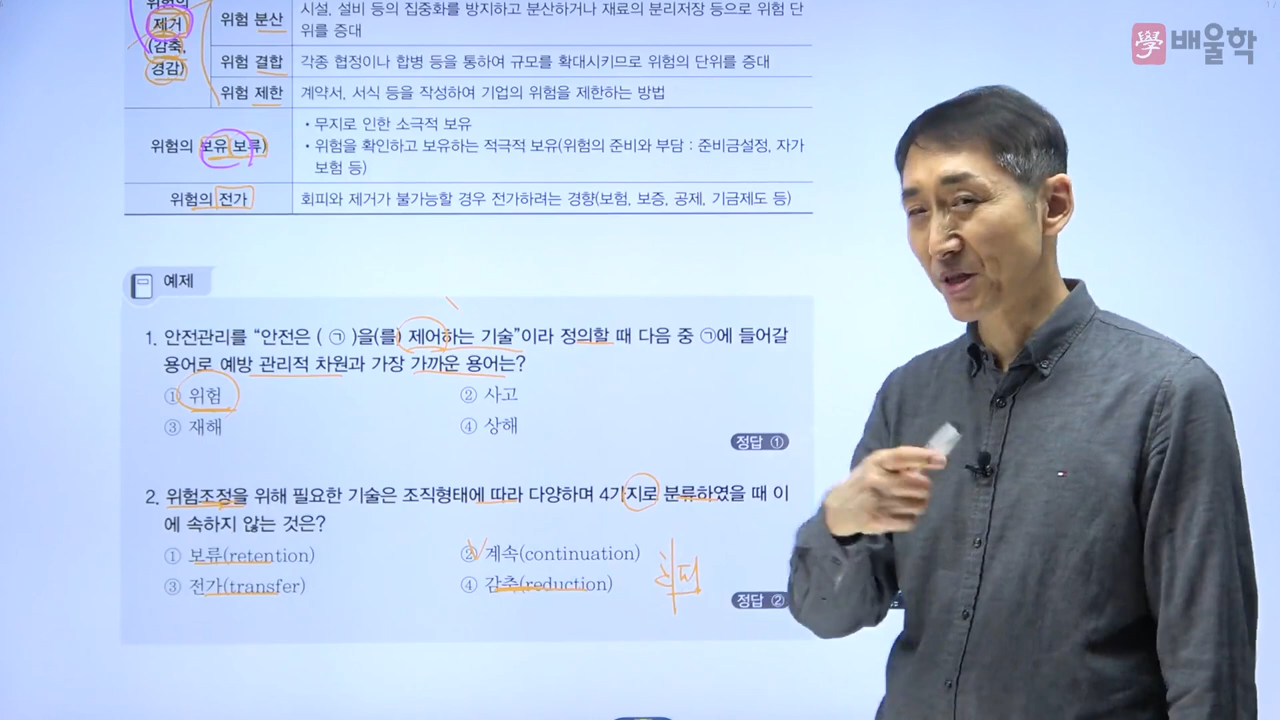 學 배울학
위험의
제거
(감축,
경감)
위험 분산
시설, 설비 등의 집중화를 방지하고 분산하거나 재료의 분리저장 등으로 위험 단
위를 증대
위험 결합
각종 협정이나 합병 등을 통하여 규모를 확대시키므로 위험의 단위를 증대
위험 제한
계약서, 서식 등을 작성하여 기업의 위험을 제한하는 방법
위험의 보유(보류)
• 무지로 인한 소극적 보유
• 위험을 확인하고 보유하는 적극적 보유(위험의 준비와 부담 : 준비금설정, 자가
보험 등)
위험의 전가
회피와 제거가 불가능할 경우 전가하려는 경향(보험, 보증, 공제, 기금제도 등)
예제
1. 안전관리를 “안전은 ( ㉠ )을(를) 제어하는 기술”이라 정의할 때 다음 중 ㉠에 들어갈
용어로 예방 관리적 차원과 가장 가까운 용어는?
① 위험 ② 사고
③ 재해 ④ 상해
정답 ①
2. 위험조정을 위해 필요한 기술은 조직형태에 따라 다양하며 4가지로 분류하였을 때 이
에 속하지 않는 것은?
① 보류(retention) ② 계속(continuation)
③ 전가(transfer) ④ 감축(reduction)
회피
정답 ②